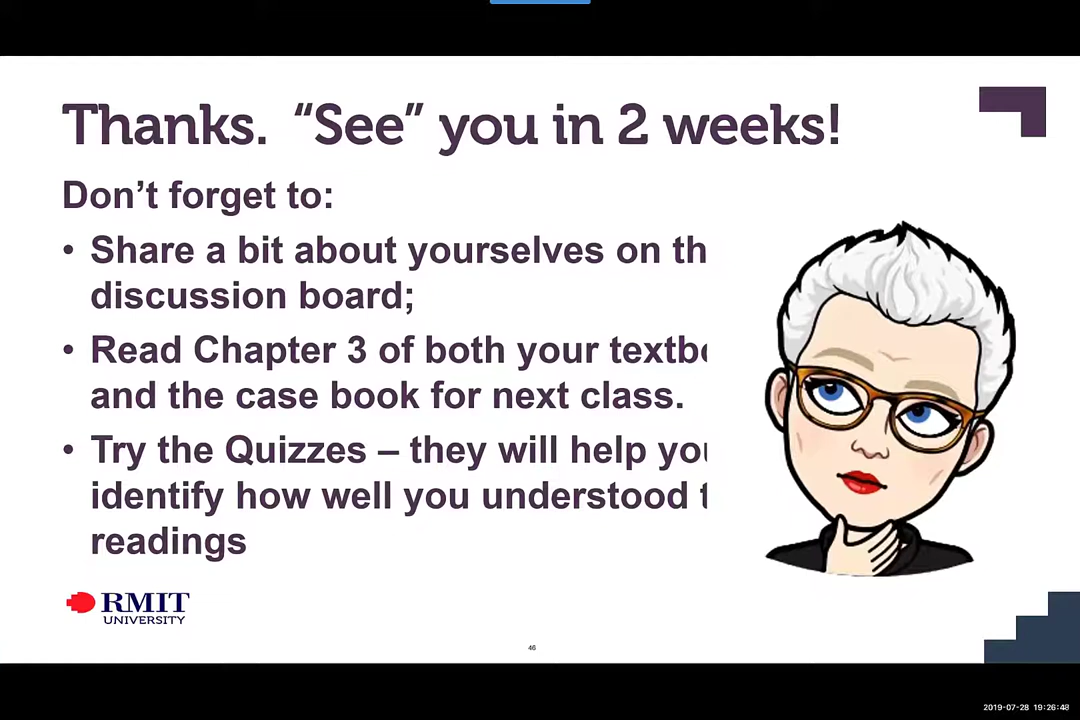 Thanks. “See” you in 2 weeks!
Don’t forget to:
• Share a bit about yourselves on th
discussion board;
• Read Chapter 3 of both your textbo
and the case book for next class.
• Try the Quizzes – they will help you
identify how well you understood t
readings
RMIT
UNIVERSITY
46
2019-07-28 19:26:48